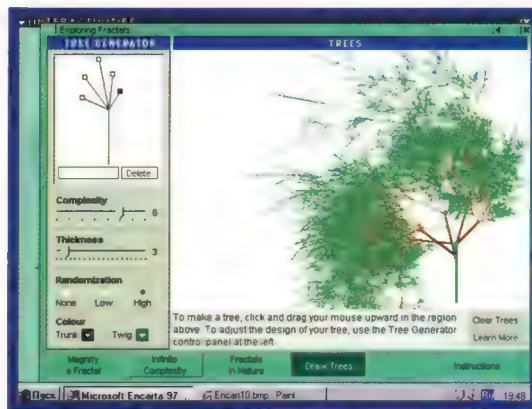 INTERACTIVITIES
Exploring Fractals
TREE GENERATOR
TREES
Delete
Complexity
6
Thickness
3
Randomization
None Low High
Colour
Trunk Twig
To make a tree, click and drag your mouse upward in the region
above. To adjust the design of your tree, use the Tree Generator
control panel at the left.
Clear Trees
Learn More
Magnify
a Fractal
Infinite
Complexity
Fractals
in Nature
Draw Trees
Instructions
Пуск
Microsoft Encarta 97
Encart10.bmp - Paint
19:48